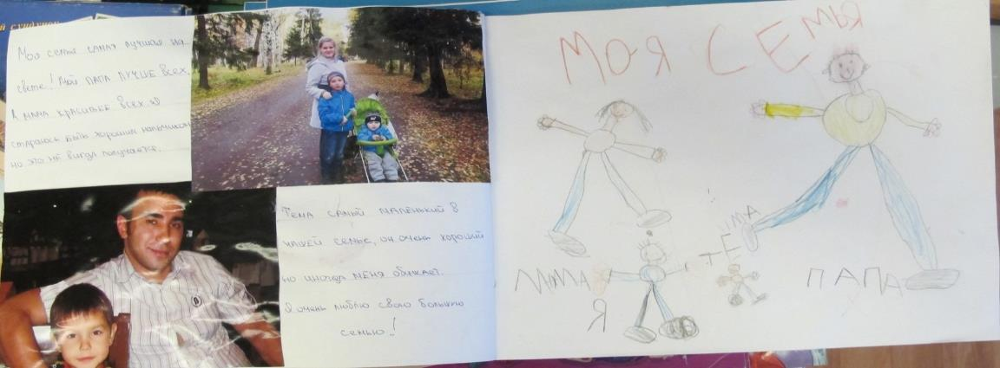 Моя семья самая лучшая на
свете! Мой папа лучше всех,
А мама красивее всех. Я
стараюсь быть хорошим мальчиком
но это не всегда получается.
Тёма самый маленький в
нашей семье, он очень хороший
но иногда меня обижает.
Я очень люблю свою большую
семью!
МОЯ СЕМЬЯ
ТЁМА
МАМА
Я
ПАПА